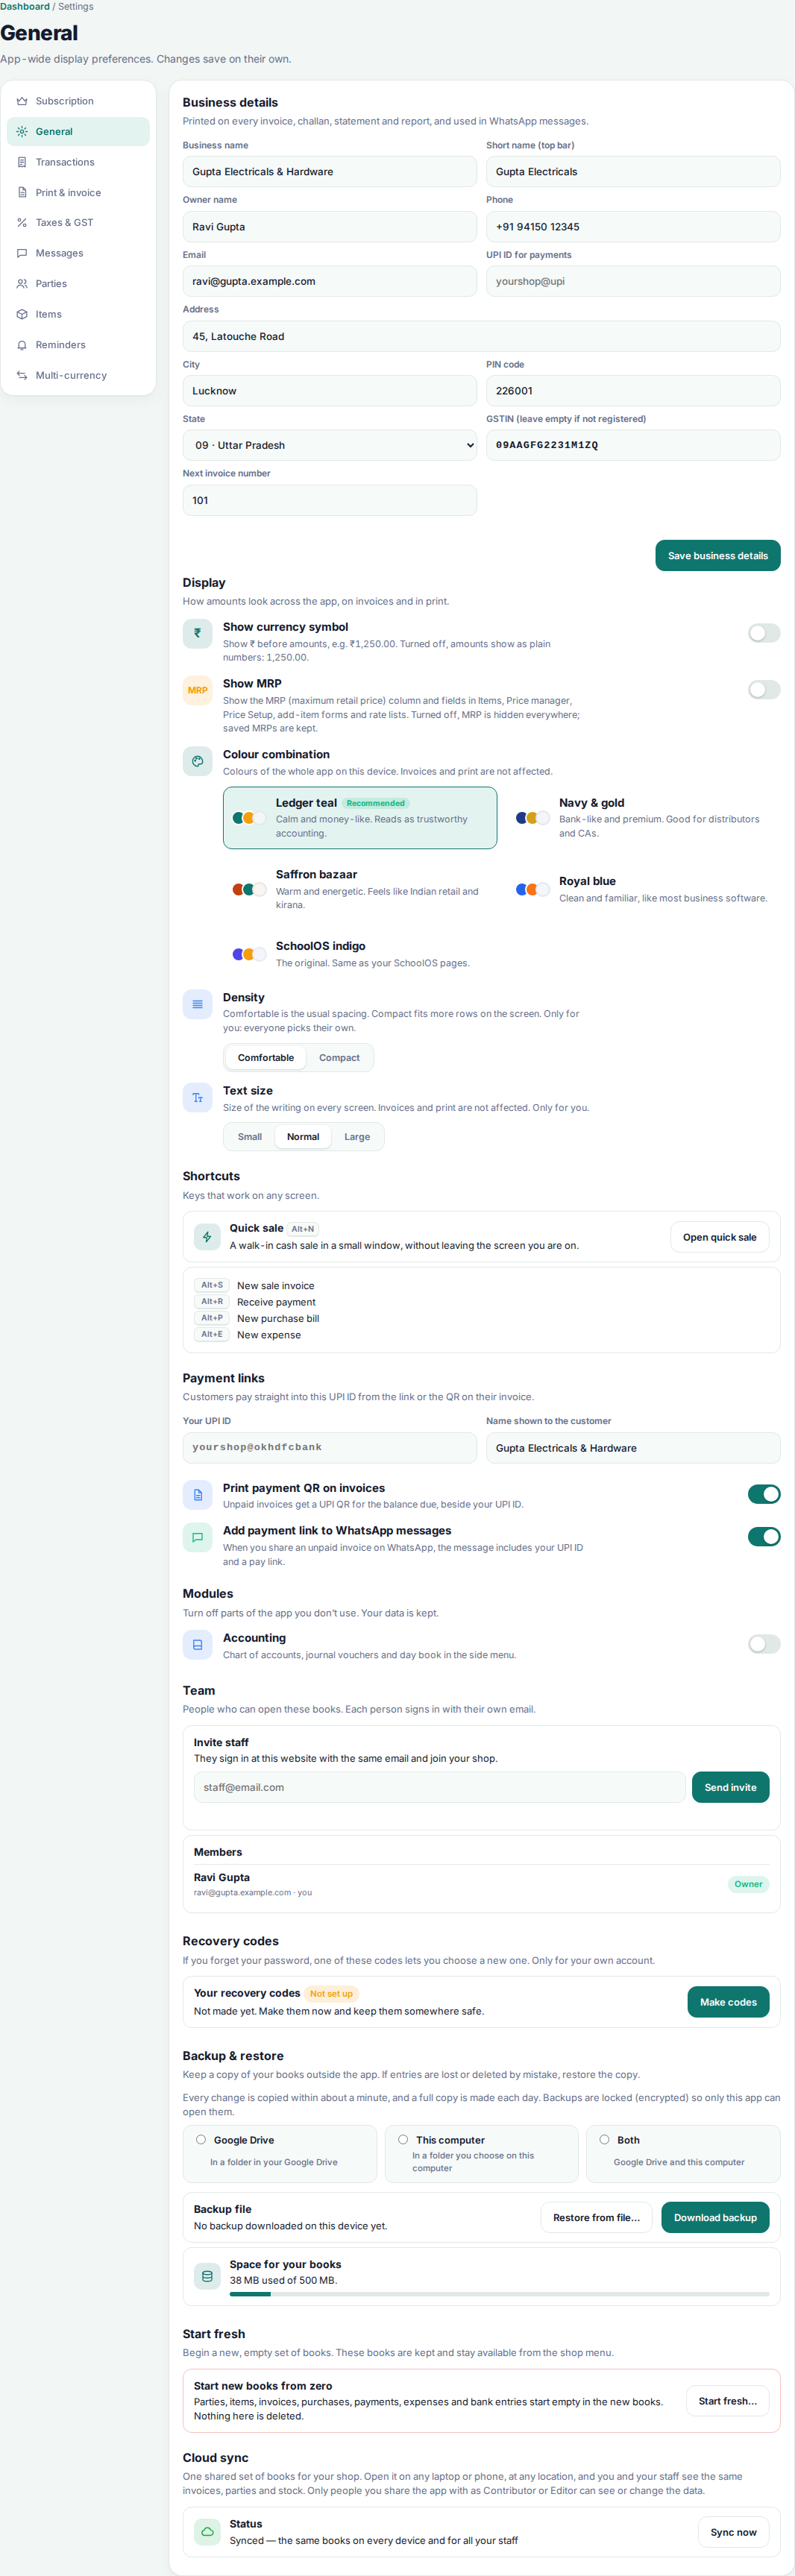 Dashboard / Settings
General
App-wide display preferences. Changes save on their own.
Subscription
General
Transactions
Print & invoice
Taxes & GST
Messages
Parties
Items
Reminders
Multi-currency
Business details
Printed on every invoice, challan, statement and report, and used in WhatsApp messages.
Business name
Short name (top bar)
Gupta Electricals & Hardware
Gupta Electricals
Owner name
Phone
Ravi Gupta
+91 94150 12345
Email
UPI ID for payments
ravi@gupta.example.com
yourshop@upi
Address
45, Latouche Road
City
PIN code
Lucknow
226001
State
GSTIN (leave empty if not registered)
09 · Uttar Pradesh
09AAGFG2231M1ZQ
Next invoice number
101
Save business details
Display
How amounts look across the app, on invoices and in print.
₹
Show currency symbol
Show ₹ before amounts, e.g. ₹1,250.00. Turned off, amounts show as plain
numbers: 1,250.00.
MRP
Show MRP
Show the MRP (maximum retail price) column and fields in Items, Price manager,
Price Setup, add-item forms and rate lists. Turned off, MRP is hidden everywhere;
saved MRPs are kept.
Colour combination
Colours of the whole app on this device. Invoices and print are not affected.
Ledger teal Recommended
Calm and money-like. Reads as trustworthy
accounting.
Navy & gold
Bank-like and premium. Good for distributors
and CAs.
Saffron bazaar
Warm and energetic. Feels like Indian retail and
kirana.
Royal blue
Clean and familiar, like most business software.
SchoolOS indigo
The original. Same as your SchoolOS pages.
Density
Comfortable is the usual spacing. Compact fits more rows on the screen. Only for
you: everyone picks their own.
Comfortable Compact
Tт
Text size
Size of the writing on every screen. Invoices and print are not affected. Only for you.
Small Normal Large
Shortcuts
Keys that work on any screen.
Quick sale Alt+N
A walk-in cash sale in a small window, without leaving the screen you are on.
Open quick sale
Alt+S New sale invoice
Alt+R Receive payment
Alt+P New purchase bill
Alt+E New expense
Payment links
Customers pay straight into this UPI ID from the link or the QR on their invoice.
Your UPI ID
Name shown to the customer
yourshop@okhdfcbank
Gupta Electricals & Hardware
Print payment QR on invoices
Unpaid invoices get a UPI QR for the balance due, beside your UPI ID.
Add payment link to WhatsApp messages
When you share an unpaid invoice on WhatsApp, the message includes your UPI ID
and a pay link.
Modules
Turn off parts of the app you don't use. Your data is kept.
Accounting
Chart of accounts, journal vouchers and day book in the side menu.
Team
People who can open these books. Each person signs in with their own email.
Invite staff
They sign in at this website with the same email and join your shop.
staff@email.com
Send invite
Members
Ravi Gupta
ravi@gupta.example.com · you
Owner
Recovery codes
If you forget your password, one of these codes lets you choose a new one. Only for your own account.
Your recovery codes Not set up
Not made yet. Make them now and keep them somewhere safe.
Make codes
Backup & restore
Keep a copy of your books outside the app. If entries are lost or deleted by mistake, restore the copy.
Every change is copied within about a minute, and a full copy is made each day. Backups are locked (encrypted) so only this app can
open them.
Google Drive
In a folder in your Google Drive
This computer
In a folder you choose on this
computer
Both
Google Drive and this computer
Backup file
No backup downloaded on this device yet.
Restore from file...
Download backup
Space for your books
38 MB used of 500 MB.
Start fresh
Begin a new, empty set of books. These books are kept and stay available from the shop menu.
Start new books from zero
Parties, items, invoices, purchases, payments, expenses and bank entries start empty in the new books.
Nothing here is deleted.
Start fresh...
Cloud sync
One shared set of books for your shop. Open it on any laptop or phone, at any location, and you and your staff see the same
invoices, parties and stock. Only people you share the app with as Contributor or Editor can see or change the data.
Status
Synced — the same books on every device and for all your staff
Sync now